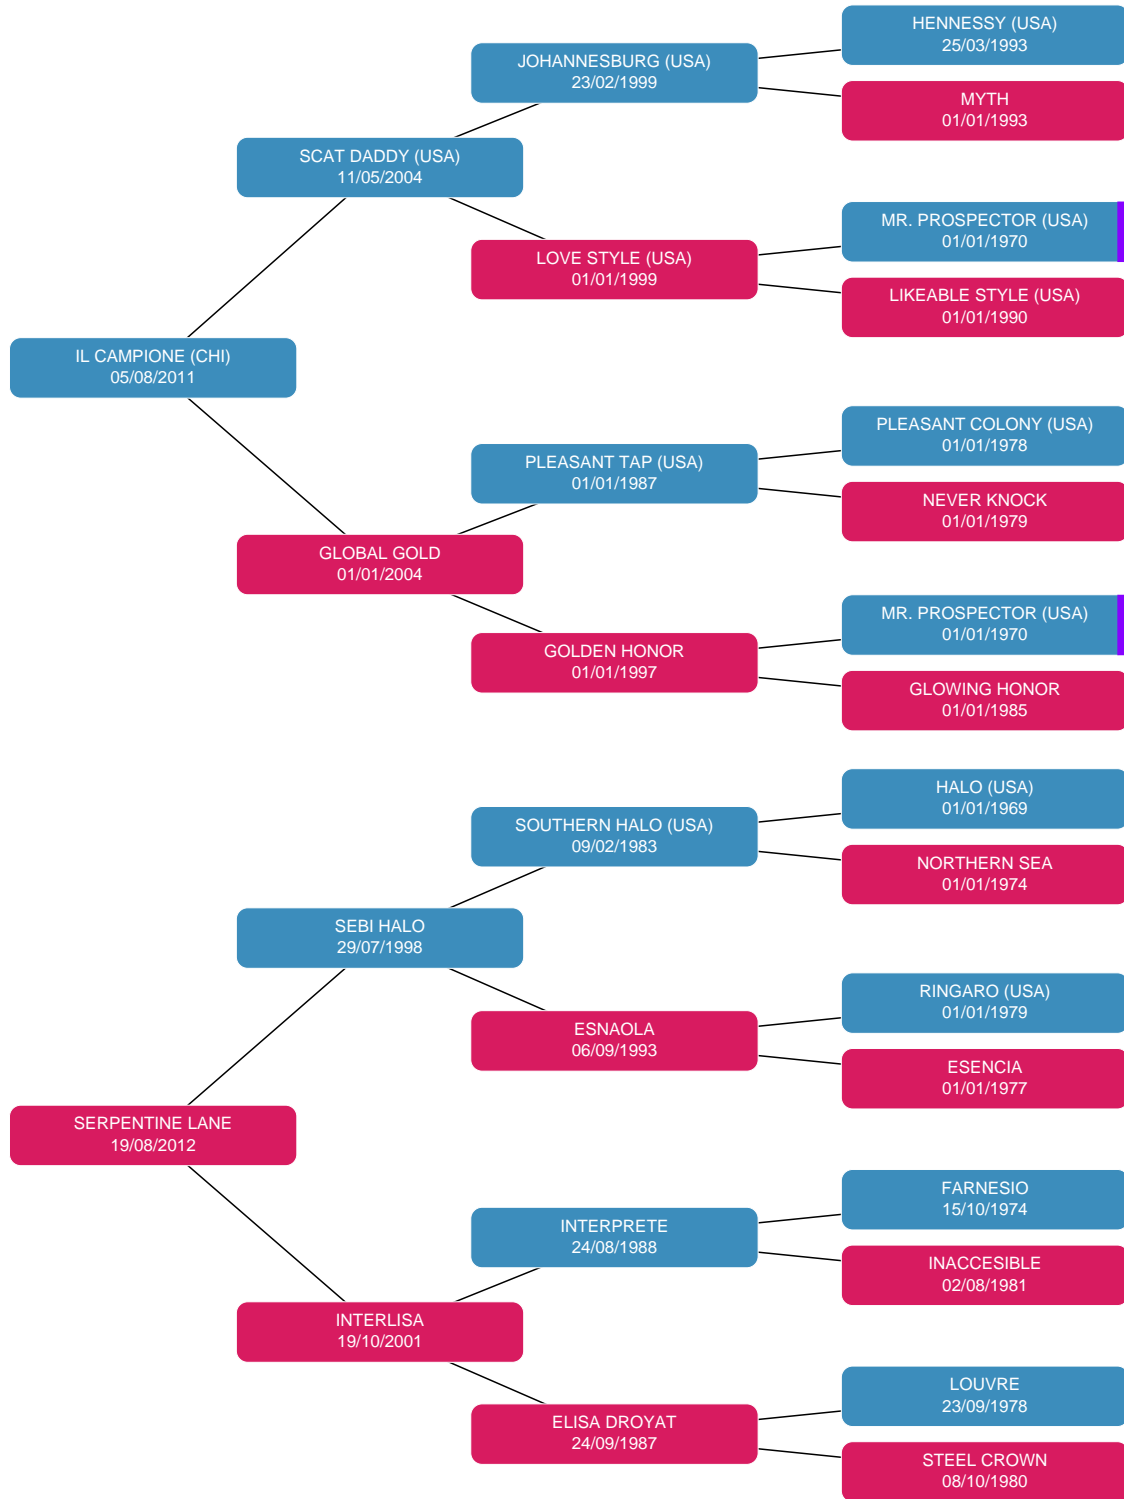 HENNESSY (USA)
25/03/1993
JOHANNESBURG (USA)
23/02/1999
MYTH
01/01/1993
SCAT DADDY (USA)
11/05/2004
MR. PROSPECTOR (USA)
01/01/1970
LOVE STYLE (USA)
01/01/1999
LIKEABLE STYLE (USA)
01/01/1990
IL CAMPIONE (CHI)
05/08/2011
PLEASANT COLONY (USA)
01/01/1978
PLEASANT TAP (USA)
01/01/1987
NEVER KNOCK
01/01/1979
GLOBAL GOLD
01/01/2004
MR. PROSPECTOR (USA)
01/01/1970
GOLDEN HONOR
01/01/1997
GLOWING HONOR
01/01/1985
HALO (USA)
01/01/1969
SOUTHERN HALO (USA)
09/02/1983
NORTHERN SEA
01/01/1974
SEBI HALO
29/07/1998
RINGARO (USA)
01/01/1979
ESNAOLA
06/09/1993
ESENCIA
01/01/1977
SERPENTINE LANE
19/08/2012
FARNESIO
15/10/1974
INTERPRETE
24/08/1988
INACCESIBLE
02/08/1981
INTERLISA
19/10/2001
LOUVRE
23/09/1978
ELISA DROYAT
24/09/1987
STEEL CROWN
08/10/1980